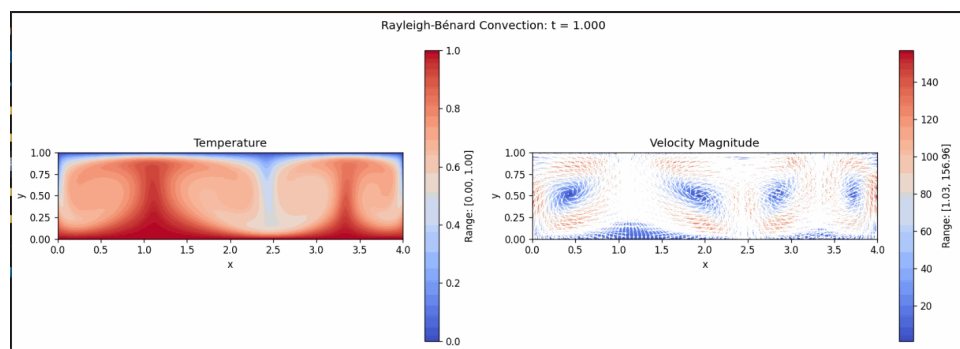 Rayleigh-Bénard Convection: t = 1.000
Temperature
1.00
0.75
0.50
0.25
0.00
y
0.0 0.5 1.0 1.5 2.0 2.5 3.0 3.5 4.0
x
1.0
0.8
0.6
0.4
0.2
0.0
Range: [0.00, 1.00]
Velocity Magnitude
1.00
0.75
0.50
0.25
0.00
y
0.0 0.5 1.0 1.5 2.0 2.5 3.0 3.5 4.0
x
140
120
100
80
60
40
20
Range: [1.03, 156.96]